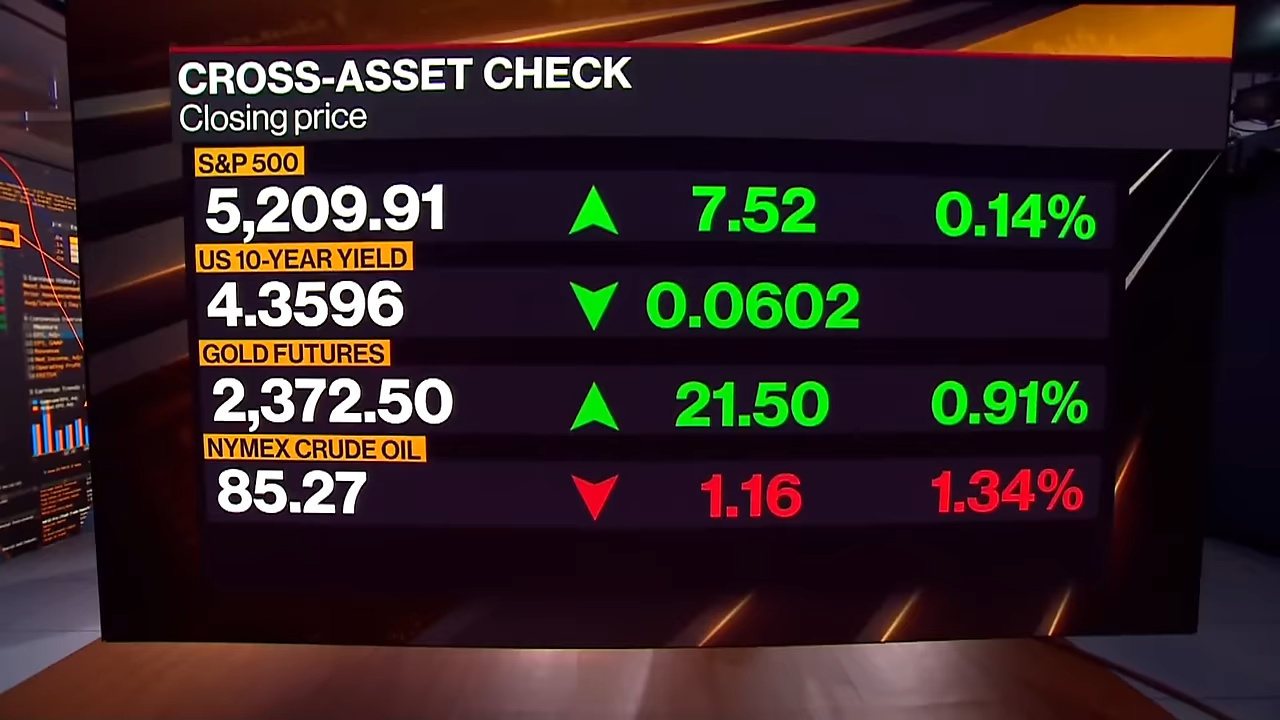 CROSS-ASSET CHECK
Closing price
S&P 500
5,209.91 ▲ 7.52 0.14%
US 10-YEAR YIELD
4.3596 ▼ 0.0602
GOLD FUTURES
2,372.50 ▲ 21.50 0.91%
NYMEX CRUDE OIL
85.27 ▼ 1.16 1.34%